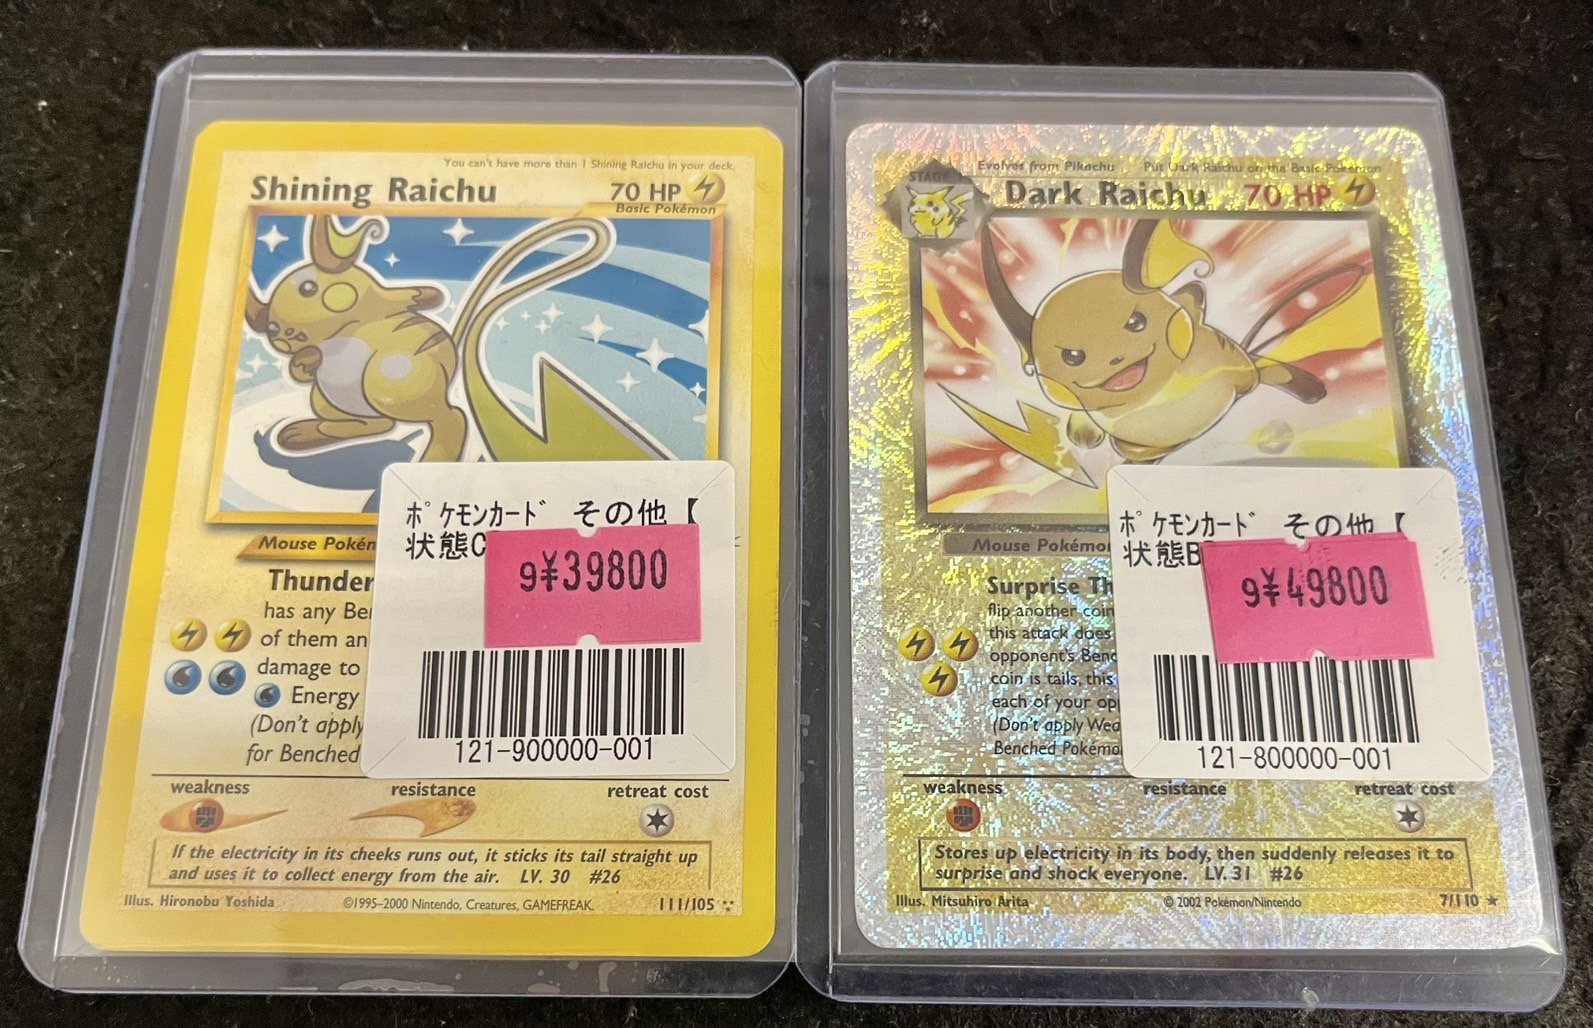 You can't have more than 1 Shining Raichu in your deck.
Shining Raichu 70 HP
Basic Pokémon
ポケモンカード その他【
状態C
9¥39800
121-900000-001
Mouse Pokém
Thunder
has any Be
of them an
damage to
Energy
(Don't apply
for Benched
weakness resistance retreat cost
If the electricity in its cheeks runs out, it sticks its tail straight up
and uses it to collect energy from the air. LV. 30 #26
Illus. Hironobu Yoshida ©1995-2000 Nintendo, Creatures, GAMEFREAK. 111/105
Evolves from Pikachu Put Dark Raichu on the Basic Pokémon
STAGE
Dark Raichu 70 HP
ポケモンカード その他【
状態B
9¥49800
121-800000-001
Mouse Pokémo
Surprise Th
flip another coin
this attack does
opponent's Benc
coin is tails, this
each of your op
(Don't apply Wea
Benched Pokémo
weakness resistance retreat cost
Stores up electricity in its body, then suddenly releases it to
surprise and shock everyone. LV. 31 #26
Illus. Mitsuhiro Arita © 2002 Pokémon/Nintendo 7/110 ★